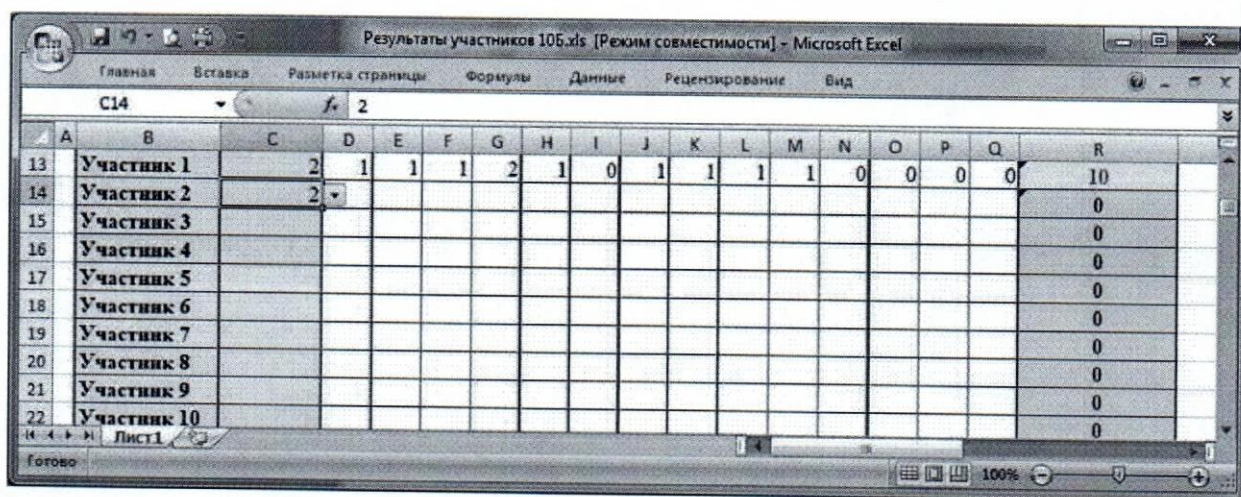 Результаты участников 10Б.xls [Режим совместимости] - Microsoft Excel
Главная Вставка Разметка страницы Формулы Данные Рецензирование Вид
C14 fx 2
A B C D E F G H I J K L M N O P Q R
13 Участник 1 2 1 1 1 2 1 0 1 1 1 1 0 0 0 0 10
14 Участник 2 2 0
15 Участник 3 0
16 Участник 4 0
17 Участник 5 0
18 Участник 6 0
19 Участник 7 0
20 Участник 8 0
21 Участник 9 0
22 Участник 10 0
Лист1
Готово 100%